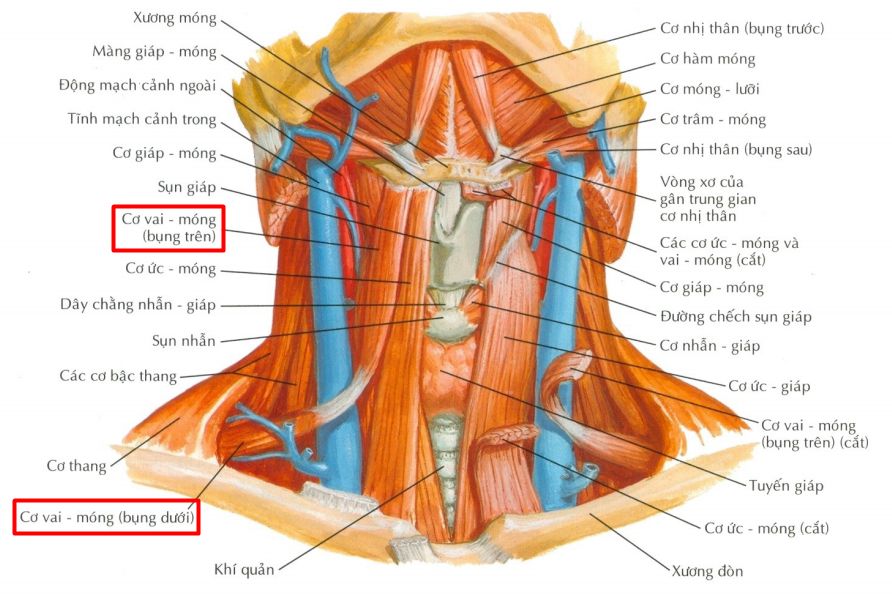 Xương móng
Màng giáp - móng
Động mạch cảnh ngoài
Tĩnh mạch cảnh trong
Cơ giáp - móng
Sụn giáp
Cơ vai - móng
(bụng trên)
Cơ ức - móng
Dây chằng nhẫn - giáp
Sụn nhẫn
Các cơ bậc thang
Cơ thang
Cơ vai - móng (bụng dưới)
Khí quản
Cơ nhị thân (bụng trước)
Cơ hàm móng
Cơ móng - lưỡi
Cơ trâm - móng
Cơ nhị thân (bụng sau)
Vòng xơ của
gân trung gian
cơ nhị thân
Các cơ ức - móng và
vai - móng (cắt)
Cơ giáp - móng
Đường chếch sụn giáp
Cơ nhẫn - giáp
Cơ ức - giáp
Cơ vai - móng
(bụng trên) (cắt)
Tuyến giáp
Cơ ức - móng (cắt)
Xương đòn